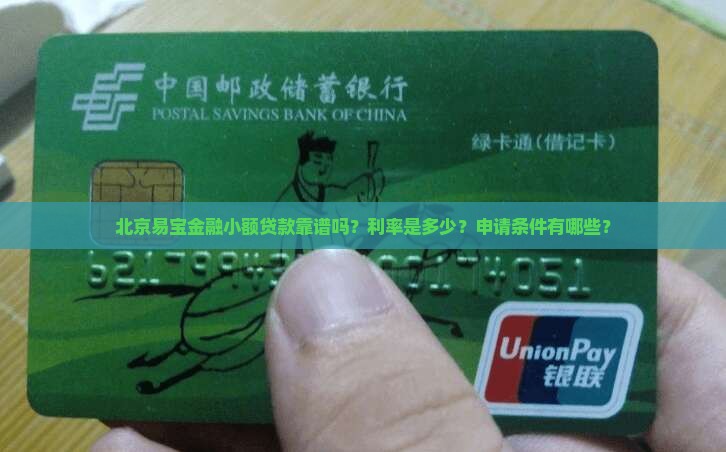 中国邮政储蓄银行
POSTAL SAVINGS BANK OF CHINA
绿卡通(借记卡)
北京易宝金融小额贷款靠谱吗？利率是多少？申请条件有哪些？
UnionPay
银联